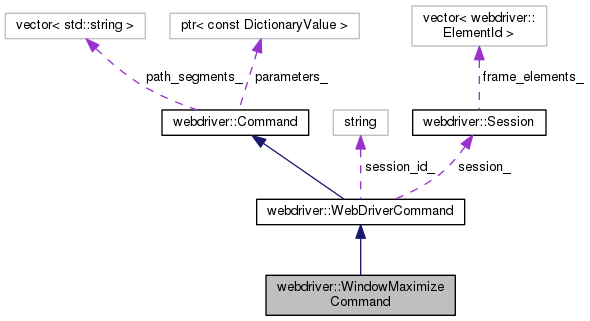 vector< std::string >
ptr< const DictionaryValue >
vector< webdriver::
ElementId >
path_segments_
parameters_
frame_elements_
webdriver::Command
string
webdriver::Session
session_id_
session_
webdriver::WebDriverCommand
webdriver::WindowMaximize
Command